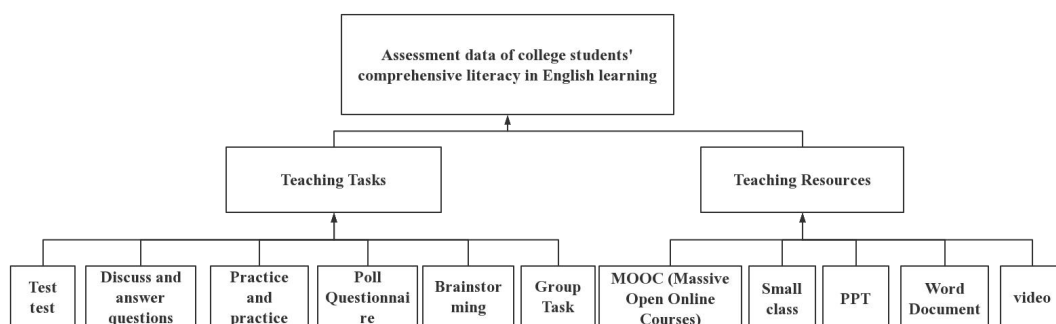 Assessment data of college students'
comprehensive literacy in English learning
Teaching Tasks
Teaching Resources
Test
test
Discuss and
answer
questions
Practice
and
practice
Poll
Questionnai
re
Brainstor
ming
Group
Task
MOOC (Massive
Open Online
Courses)
Small
class
PPT
Word
Document
video